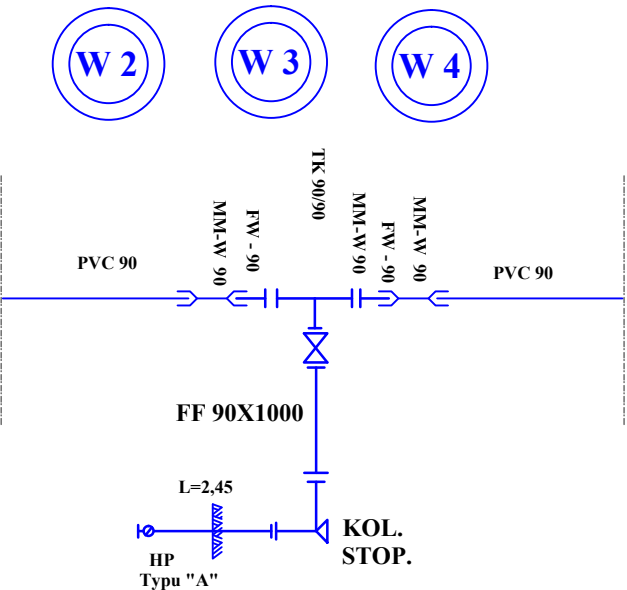 W 2
W 3
W 4
TK 90/90
MM-W 90
FW - 90
MM-W90
FW - 90
MM-W 90
PVC 90
PVC 90
FF 90X1000
L=2,45
KOL.
STOP.
HP
Typu "A"